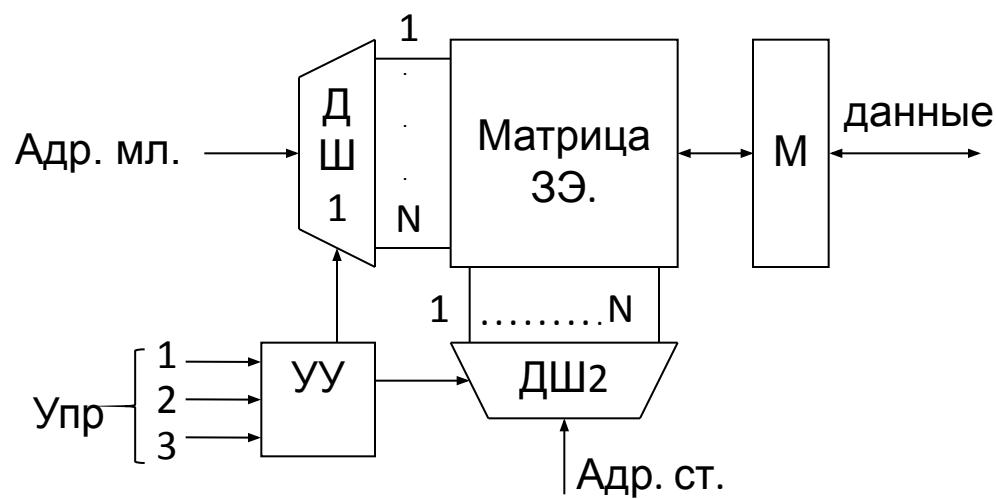 1
Д
Ш
1
.
.
.
N
Адр. мл.
Матрица
ЗЭ.
М
данные
1 ......... N
Упр
1
2
3
УУ
ДШ2
Адр. ст.